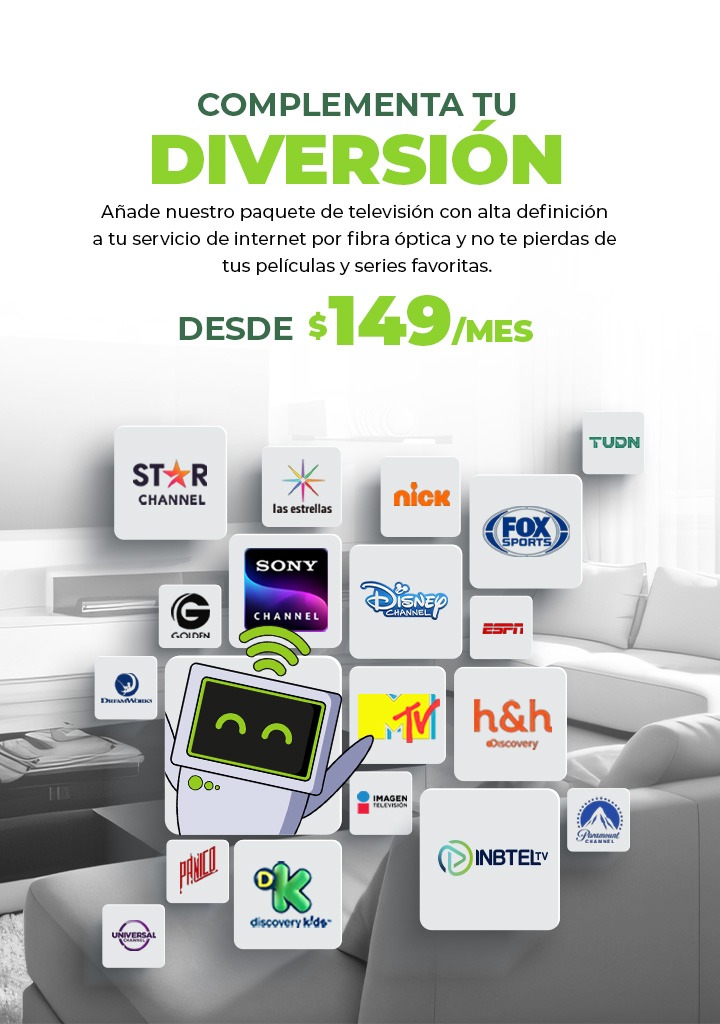 COMPLEMENTA TU
DIVERSIÓN
Añade nuestro paquete de televisión con alta definición
a tu servicio de internet por fibra óptica y no te pierdas de
tus películas y series favoritas.
DESDE $149/MES
TUDN
STAR
CHANNEL
las estrellas
nick
FOX
SPORTS
SONY
CHANNEL
DISNEY
CHANNEL
GOLDEN
ESPN
DREAMWORKS
MTV
h&h
Discovery
IMAGEN
TELEVISIÓN
INBTEL TV
Paramount
CHANNEL
PÁNICO
DK
discovery kids
UNIVERSAL
CHANNEL